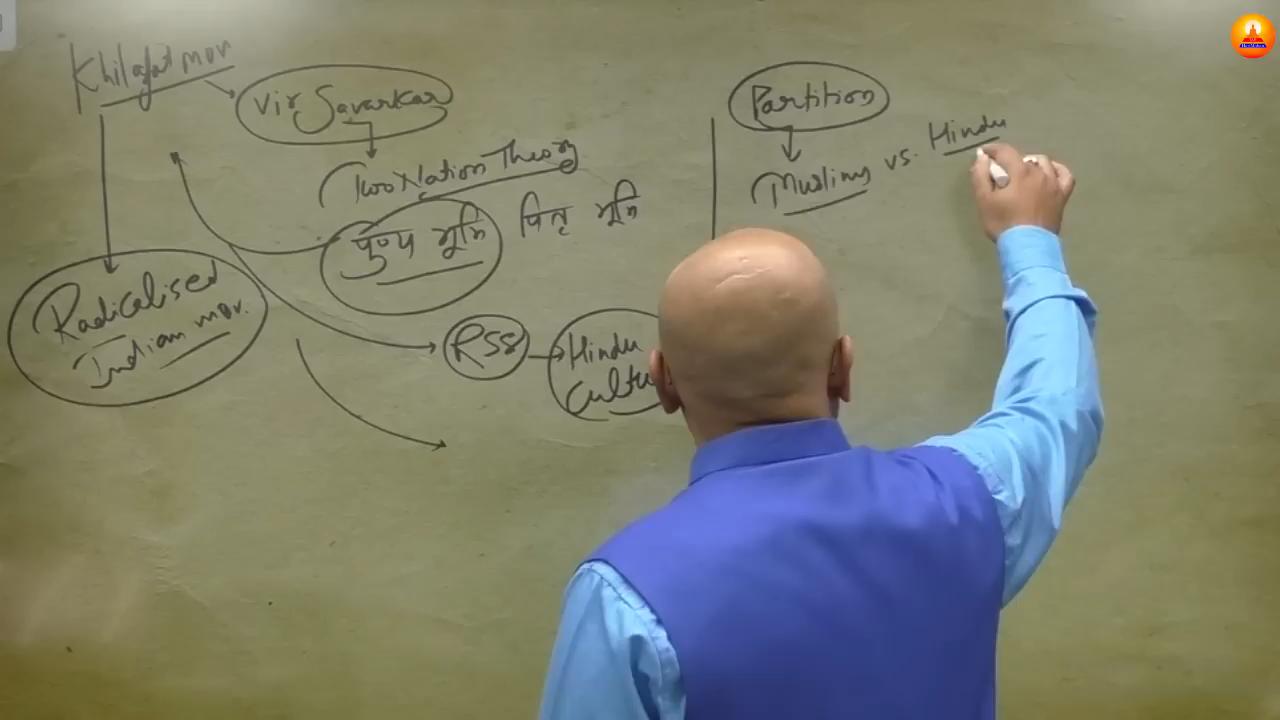 Khilafat mov
Vir Savarkar
Two Nation Theory
पुण्य भूमि पितृ भूमि
Radicalised
Indian mov.
RSS
Hindu
Cultu
Partition
Muslims vs. Hindu